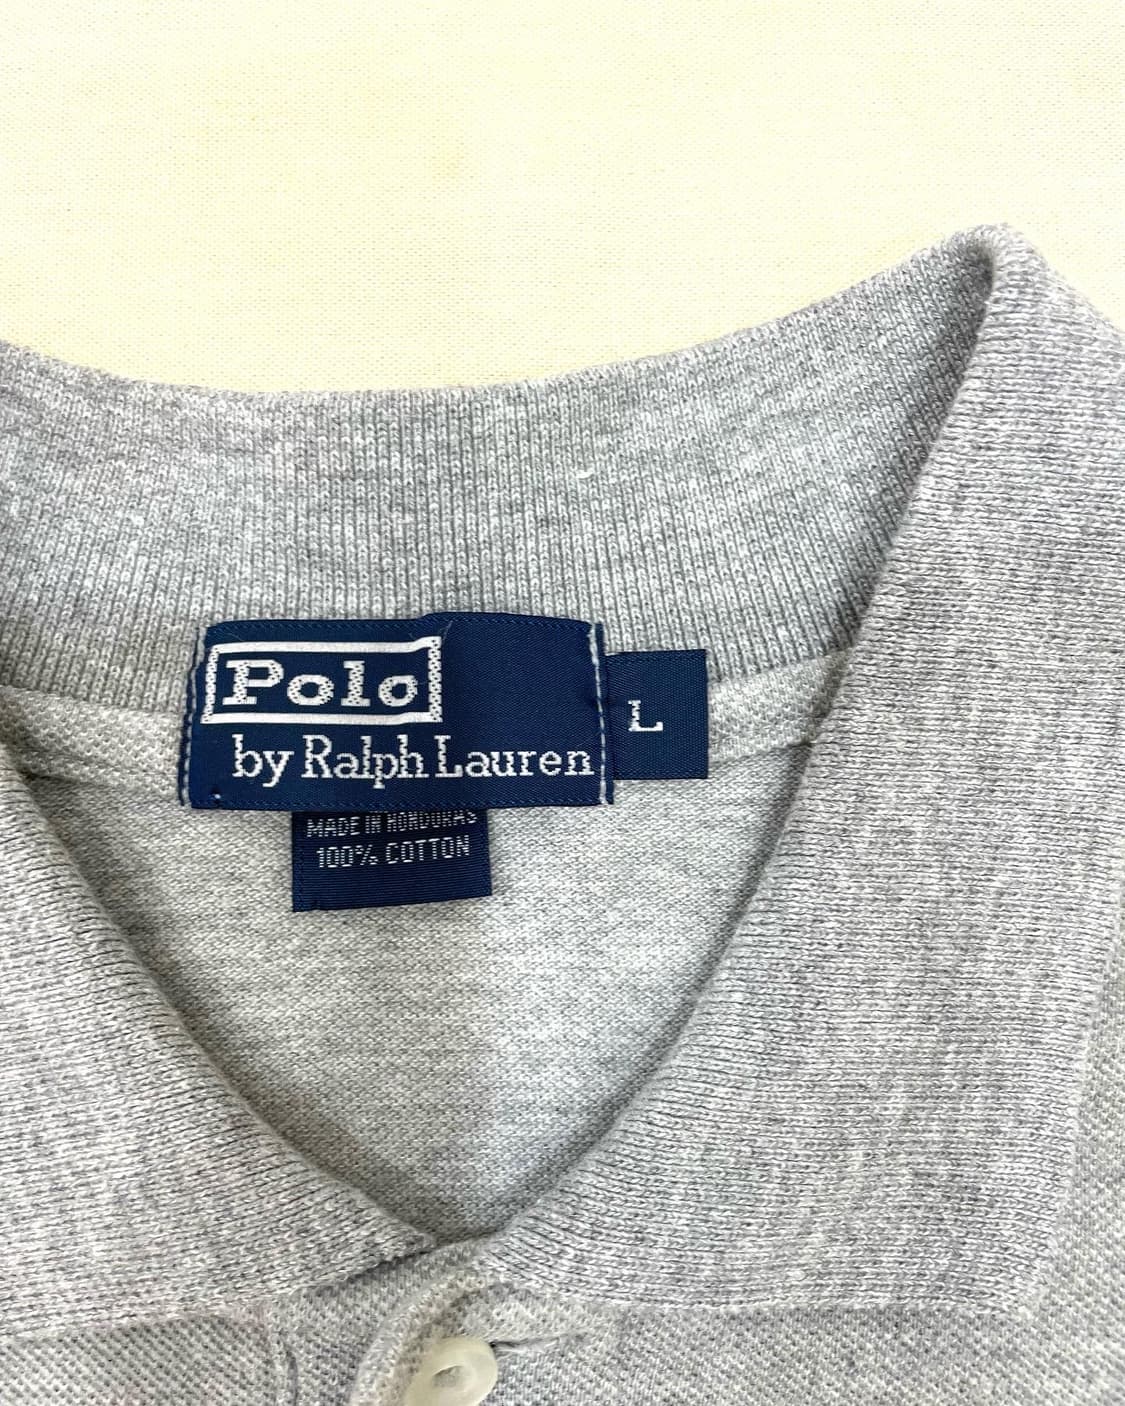 Polo
by Ralph Lauren
L
MADE IN HONDURAS
100% COTTON